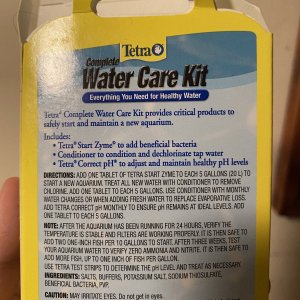 Tetra
Complete
Water Care Kit
Everything You Need for Healthy Water
Tetra® Complete Water Care Kit provides critical products to
safely start and maintain a new aquarium.
Includes:
• Tetra® Start Zyme™ to add beneficial bacteria
• Conditioner to condition and dechlorinate tap water
• Tetra® Correct pH™ to adjust and maintain healthy pH levels
DIRECTIONS: ADD ONE TABLET OF TETRA START ZYME TO EACH 5 GALLONS (20 L) TO
START A NEW AQUARIUM. TREAT ALL NEW WATER WITH CONDITIONER TO REMOVE
CHLORINE. ADD ONE TABLET TO EACH 5 GALLONS. USE CONDITIONER WITH MONTHLY
WATER CHANGES OR WHEN ADDING FRESH WATER TO REPLACE EVAPORATIVE LOSS.
ADD TETRA CORRECT pH MONTHLY TO ENSURE pH REMAINS AT IDEAL LEVELS. ADD
ONE TABLET TO EACH 5 GALLONS.
NOTE: AFTER THE AQUARIUM HAS BEEN RUNNING FOR 24 HOURS, VERIFY THE
TEMPERATURE IS STABLE AND FILTERS ARE WORKING PROPERLY. IT IS THEN SAFE TO
ADD TWO ONE-INCH FISH PER 10 GALLONS TO START. AFTER THREE WEEKS, TEST
YOUR AQUARIUM WATER TO VERIFY ZERO AMMONIA AND NITRITE. IT IS THEN SAFE TO
ADD MORE FISH, UP TO ONE INCH OF FISH PER GALLON.
USE TETRA TEST STRIPS TO DETERMINE THE pH LEVEL AND TREAT AS NECESSARY.
INGREDIENTS: SALTS, BUFFERS, POTASSIUM SALT, SODIUM THIOSULFATE,
BENEFICIAL BACTERIA, PVP.
CAUTION: MAY IRRITATE EYES. Do not get in eyes.